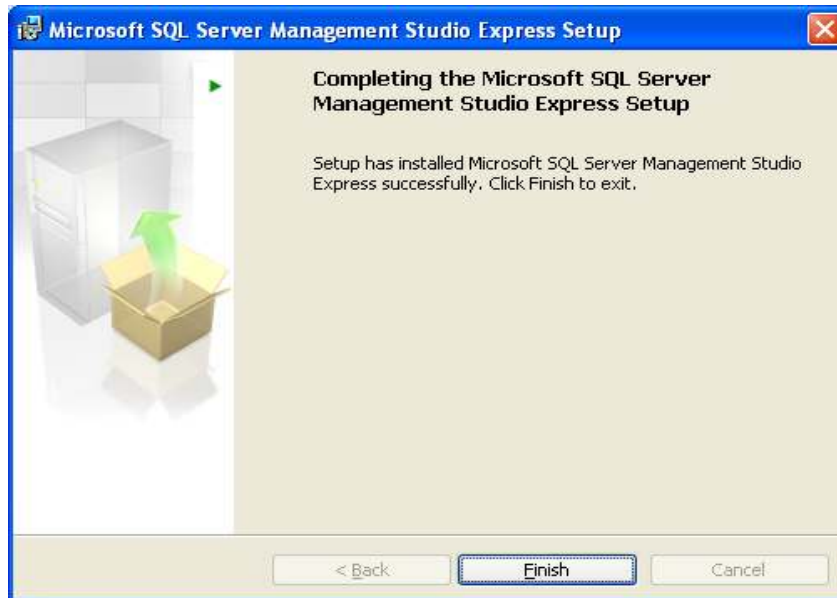 Microsoft SQL Server Management Studio Express Setup
Completing the Microsoft SQL Server
Management Studio Express Setup
Setup has installed Microsoft SQL Server Management Studio
Express successfully. Click Finish to exit.
< Back
Finish
Cancel